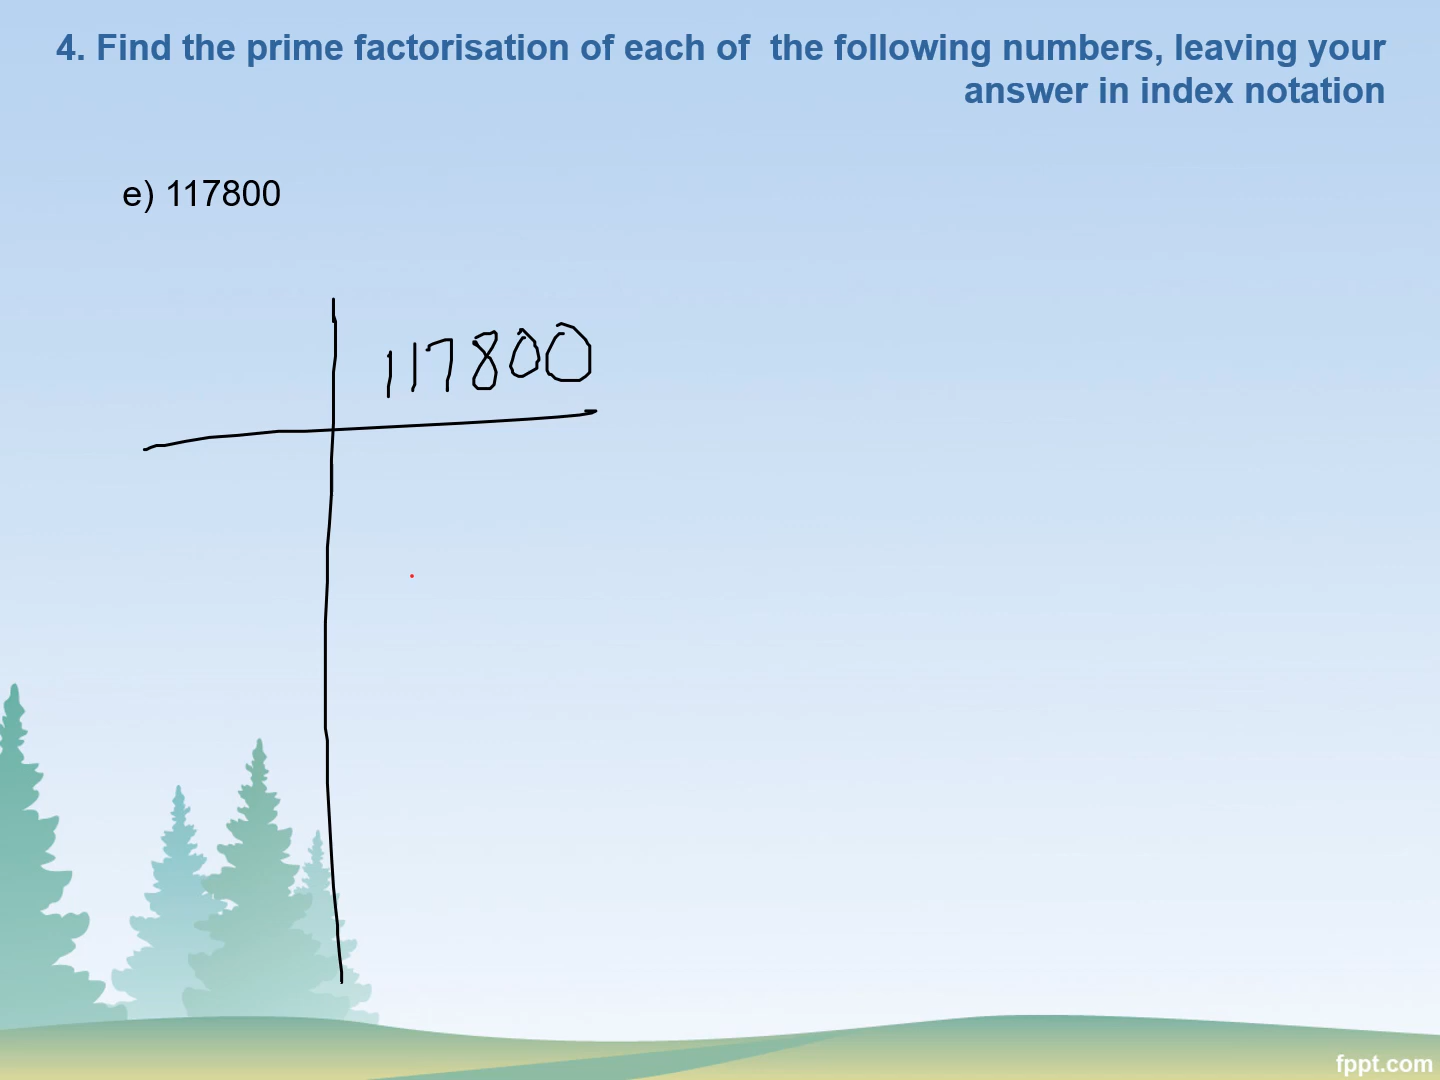 4. Find the prime factorisation of each of  the following numbers, leaving your
answer in index notation
e) 117800
117800
fppt.com